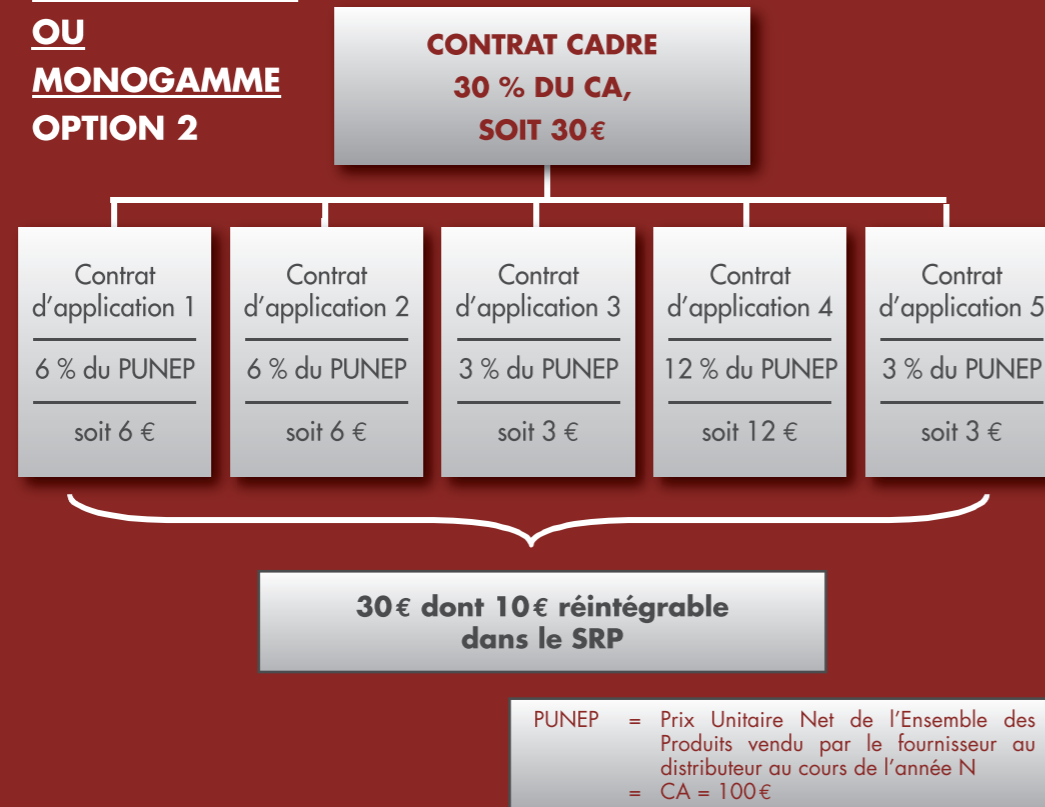 OU
MONOGAMME
OPTION 2
CONTRAT CADRE
30 % DU CA,
SOIT 30 €
Contrat
d'application 1
6 % du PUNEP
soit 6 €
Contrat
d'application 2
6 % du PUNEP
soit 6 €
Contrat
d'application 3
3 % du PUNEP
soit 3 €
Contrat
d'application 4
12 % du PUNEP
soit 12 €
Contrat
d'application 5
3 % du PUNEP
soit 3 €
30 € dont 10 € réintégrable
dans le SRP
PUNEP = Prix Unitaire Net de l'Ensemble des
Produits vendu par le fournisseur au
distributeur au cours de l'année N
= CA = 100 €